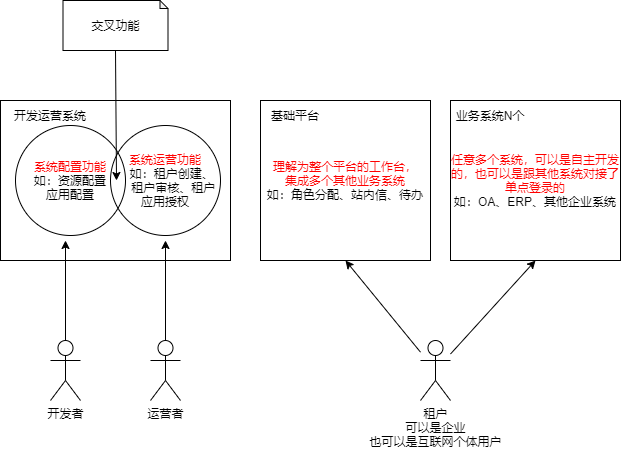 交叉功能
开发运营系统
系统配置功能
如：资源配置
应用配置
系统运营功能
如：租户创建、
租户审核、租户
应用授权
基础平台
理解为整个平台的工作台，
集成多个其他业务系统
如：角色分配、站内信、待办
业务系统N个
任意多个系统，可以是自主开发
的，也可以是跟其他系统对接了
单点登录的
如：OA、ERP、其他企业系统
开发者
运营者
租户
可以是企业
也可以是互联网个体用户